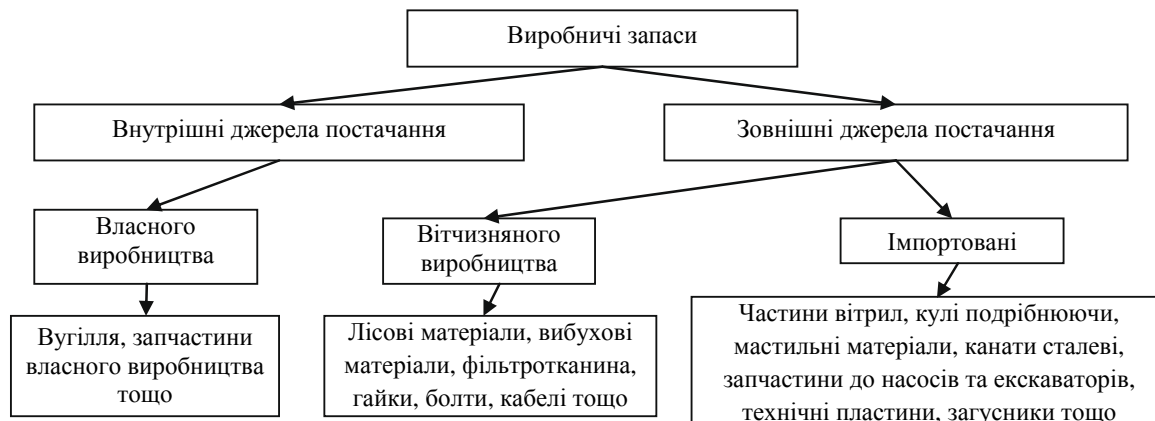 Виробничі запаси
Внутрішні джерела постачання
Зовнішні джерела постачання
Власного
виробництва
Вітчизняного
виробництва
Імпортовані
Вугілля, запчастини
власного виробництва
тощо
Лісові матеріали, вибухові
матеріали, фільтротканина,
гайки, болти, кабелі тощо
Частини вітрил, кулі подрібнюючи,
мастильні матеріали, канати сталеві,
запчастини до насосів та екскаваторів,
технічні пластини, загусники тощо